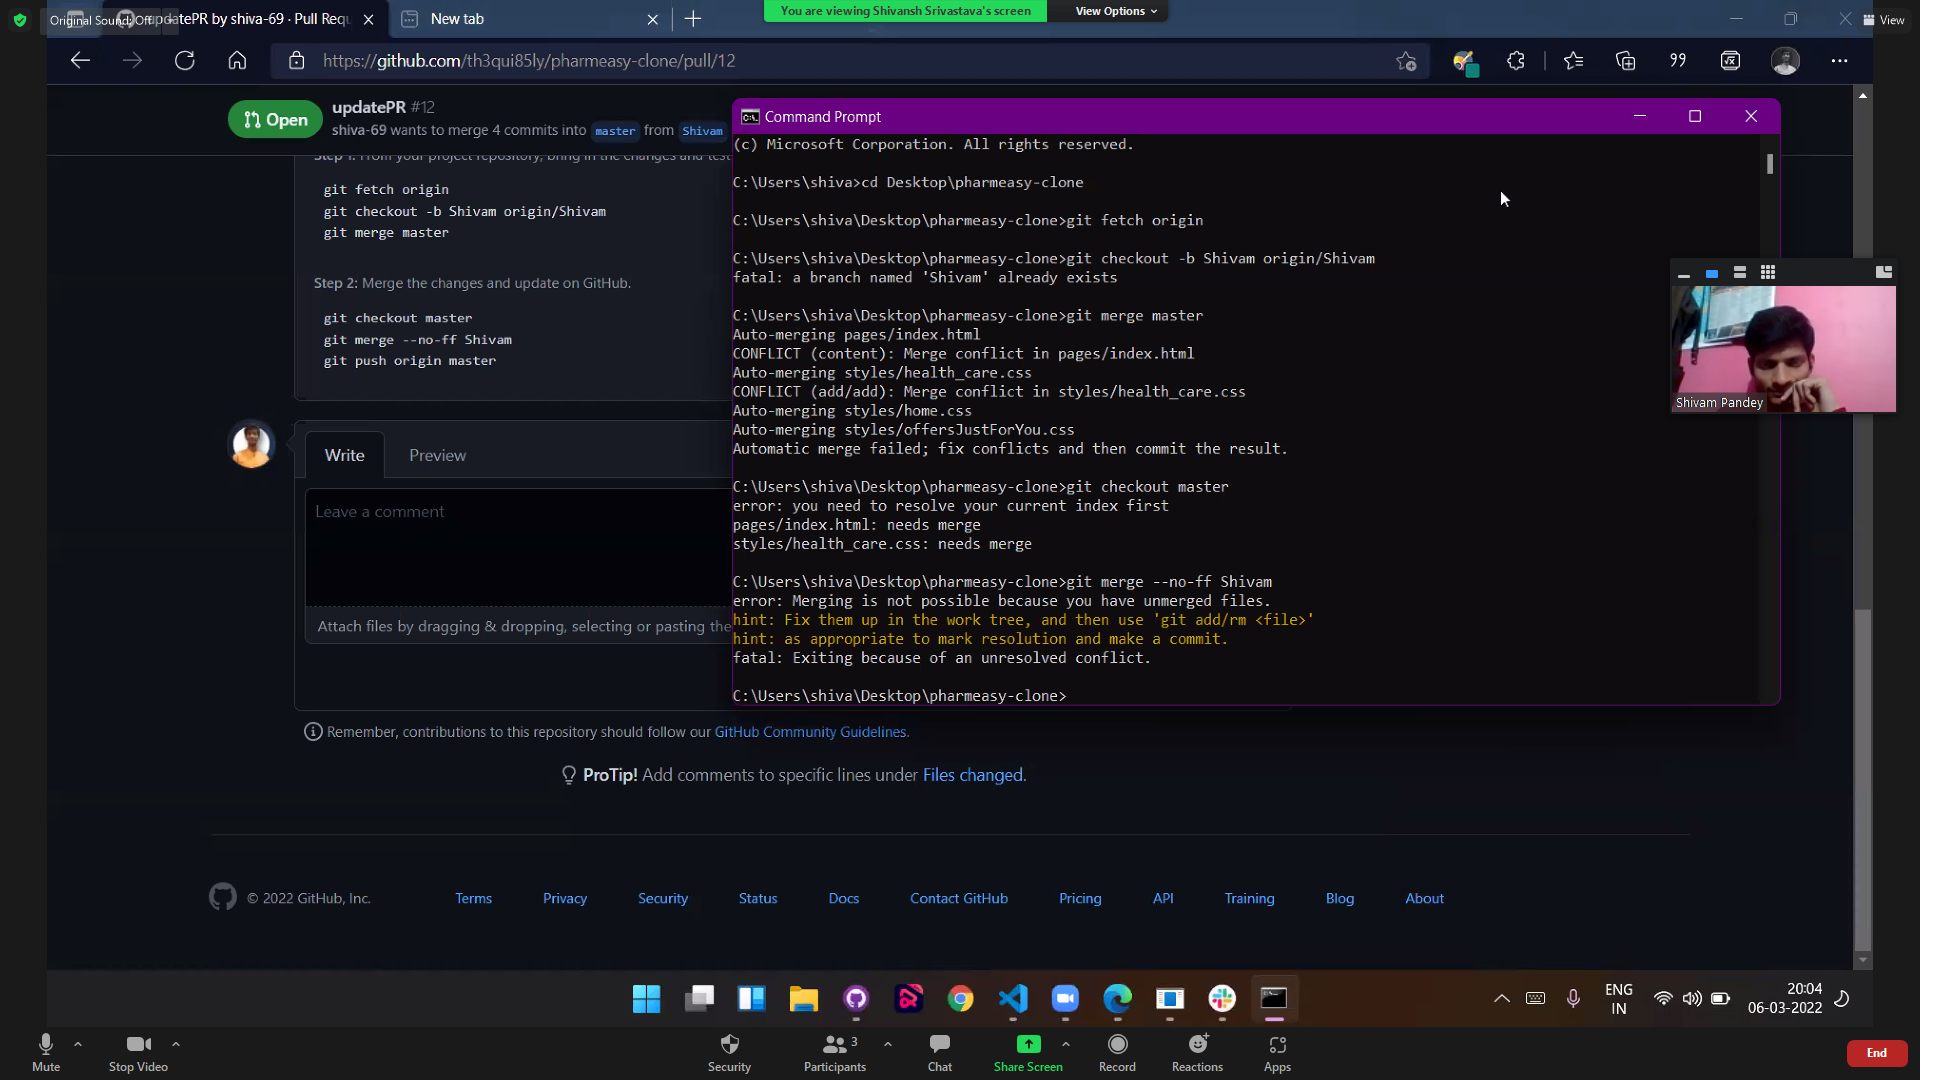 Original Sound: Off
updatePR by shiva-69 · Pull Requ
New tab
You are viewing Shivansh Srivastava's screen
View Options
View
https://github.com/th3qui85ly/pharmeasy-clone/pull/12
Open
updatePR #12
shiva-69 wants to merge 4 commits into master from Shivam
Step 1: From your project repository, bring in the changes and test
git fetch origin
git checkout -b Shivam origin/Shivam
git merge master
Step 2: Merge the changes and update on GitHub.
git checkout master
git merge --no-ff Shivam
git push origin master
Write
Preview
Leave a comment
Attach files by dragging & dropping, selecting or pasting the
Remember, contributions to this repository should follow our GitHub Community Guidelines.
ProTip! Add comments to specific lines under Files changed.
© 2022 GitHub, Inc.
Terms
Privacy
Security
Status
Docs
Contact GitHub
Pricing
API
Training
Blog
About
Command Prompt
(c) Microsoft Corporation. All rights reserved.
C:\Users\shiva>cd Desktop\pharmeasy-clone
C:\Users\shiva\Desktop\pharmeasy-clone>git fetch origin
C:\Users\shiva\Desktop\pharmeasy-clone>git checkout -b Shivam origin/Shivam
fatal: a branch named 'Shivam' already exists
C:\Users\shiva\Desktop\pharmeasy-clone>git merge master
Auto-merging pages/index.html
CONFLICT (content): Merge conflict in pages/index.html
Auto-merging styles/health_care.css
CONFLICT (add/add): Merge conflict in styles/health_care.css
Auto-merging styles/home.css
Auto-merging styles/offersJustForYou.css
Automatic merge failed; fix conflicts and then commit the result.
C:\Users\shiva\Desktop\pharmeasy-clone>git checkout master
error: you need to resolve your current index first
pages/index.html: needs merge
styles/health_care.css: needs merge
C:\Users\shiva\Desktop\pharmeasy-clone>git merge --no-ff Shivam
error: Merging is not possible because you have unmerged files.
hint: Fix them up in the work tree, and then use 'git add/rm <file>'
hint: as appropriate to mark resolution and make a commit.
fatal: Exiting because of an unresolved conflict.
C:\Users\shiva\Desktop\pharmeasy-clone>
Shivam Pandey
ENG
IN
20:04
06-03-2022
Mute
Stop Video
Security
Participants
3
Chat
Share Screen
Record
Reactions
Apps
End